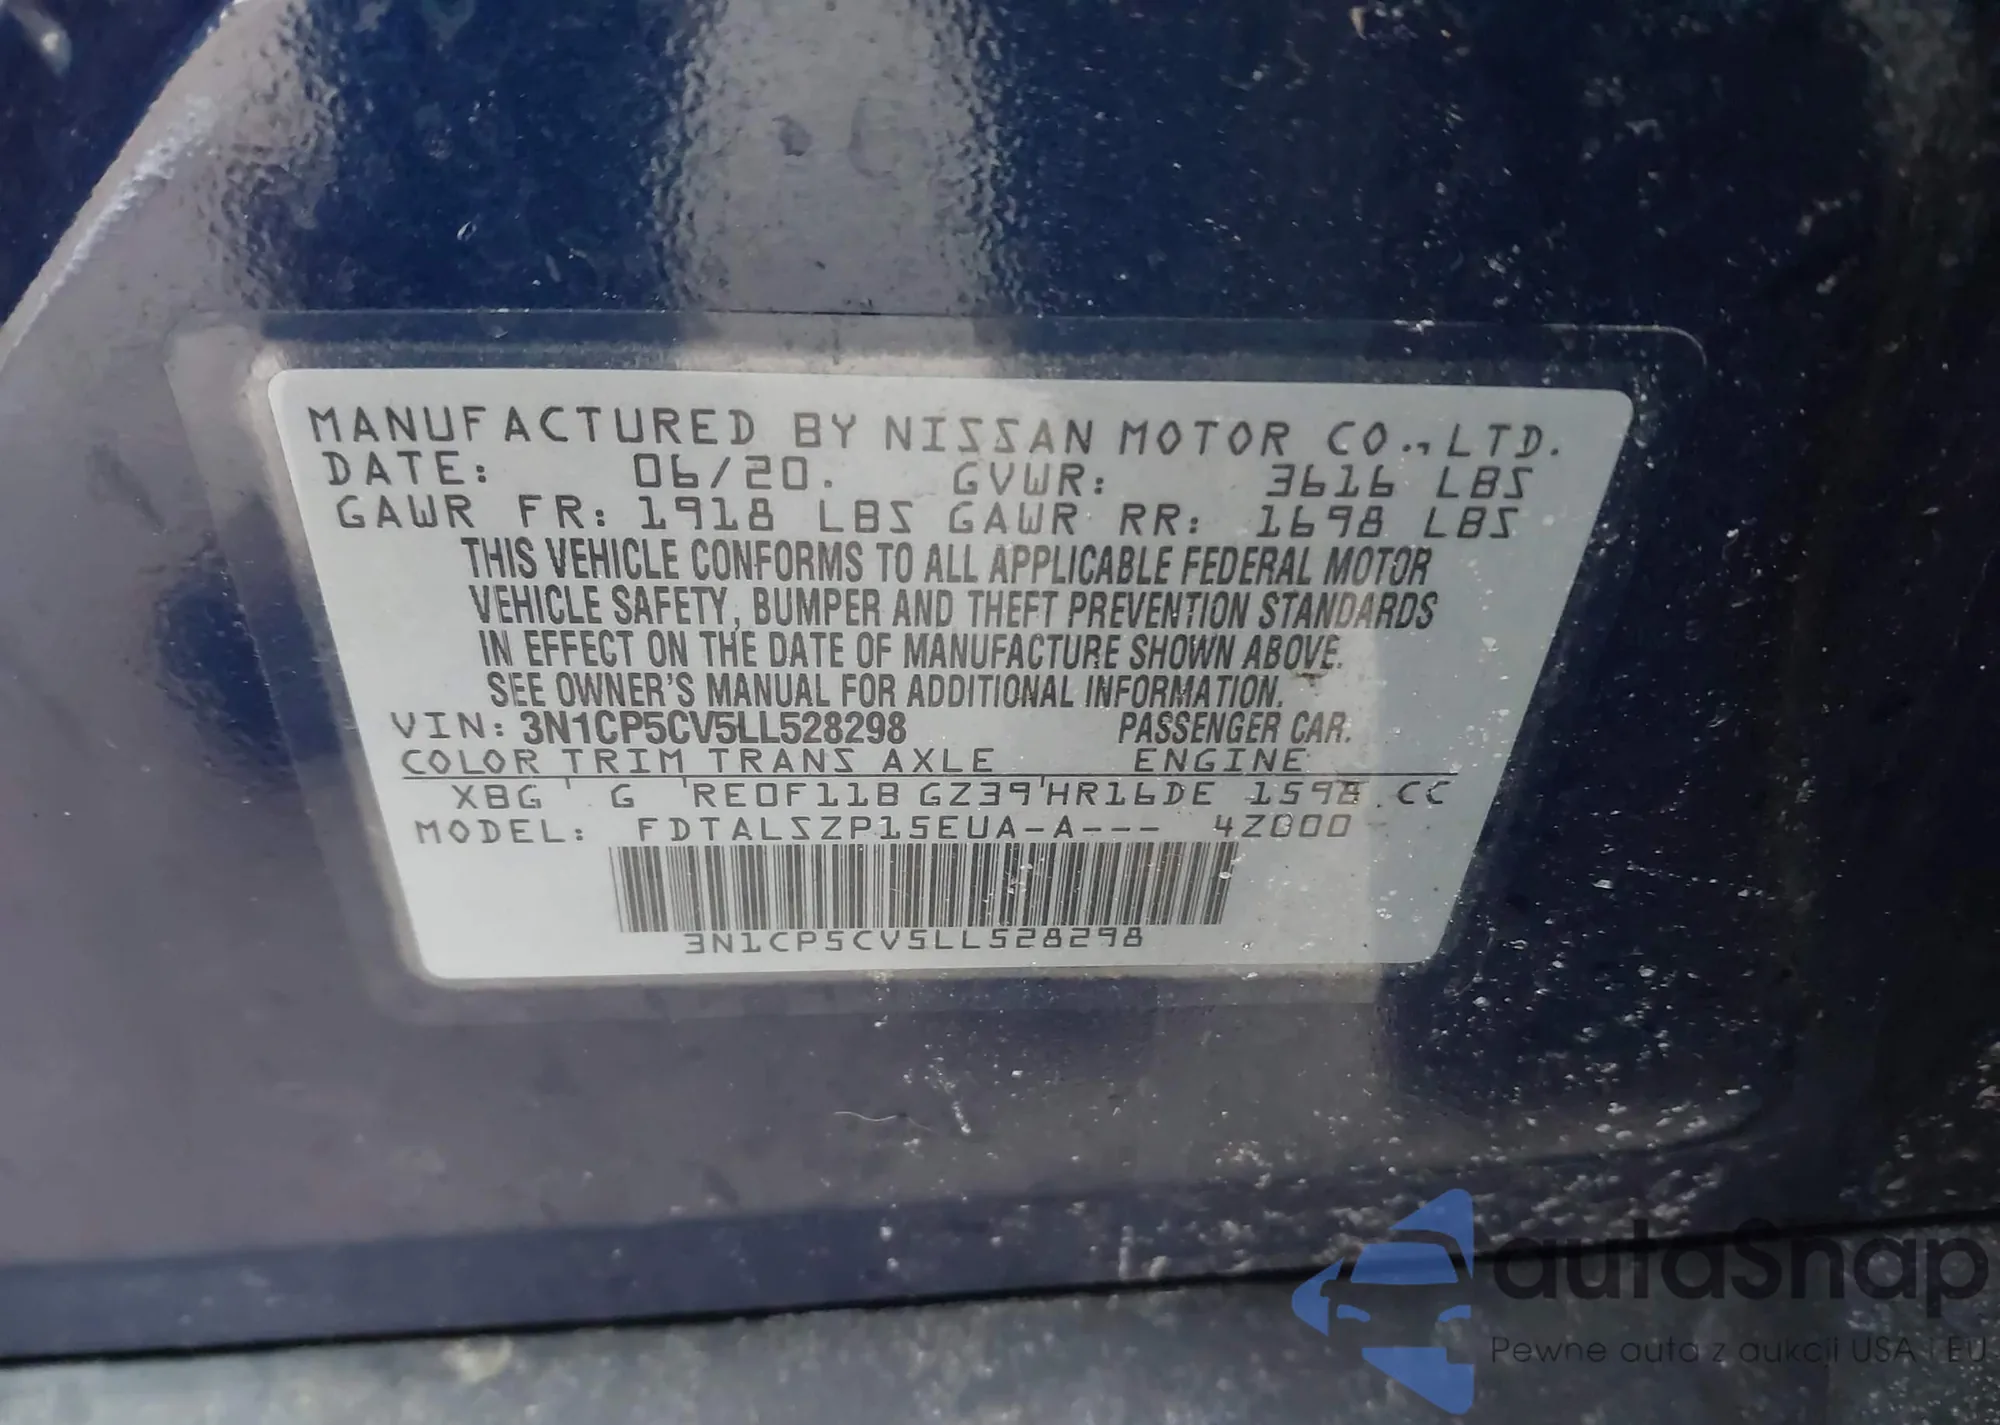 MANUFACTURED BY NISSAN MOTOR CO., LTD.
DATE: 06/20. GVWR: 3616 LBS
GAWR FR: 1918 LBS GAWR RR: 1698 LBS
THIS VEHICLE CONFORMS TO ALL APPLICABLE FEDERAL MOTOR
VEHICLE SAFETY, BUMPER AND THEFT PREVENTION STANDARDS
IN EFFECT ON THE DATE OF MANUFACTURE SHOWN ABOVE.
SEE OWNER'S MANUAL FOR ADDITIONAL INFORMATION.
VIN: 3N1CP5CV5LL528298 PASSENGER CAR.
COLOR TRIM TRANS AXLE ENGINE
XBG ' G 'RE0F11B GZ39'HR16DE 1598 CC
MODEL: FDTALSZP15EUA-A--- 4Z000
3N1CP5CV5LL528298
autaSnap
Pewne auta z aukcji USA i EU